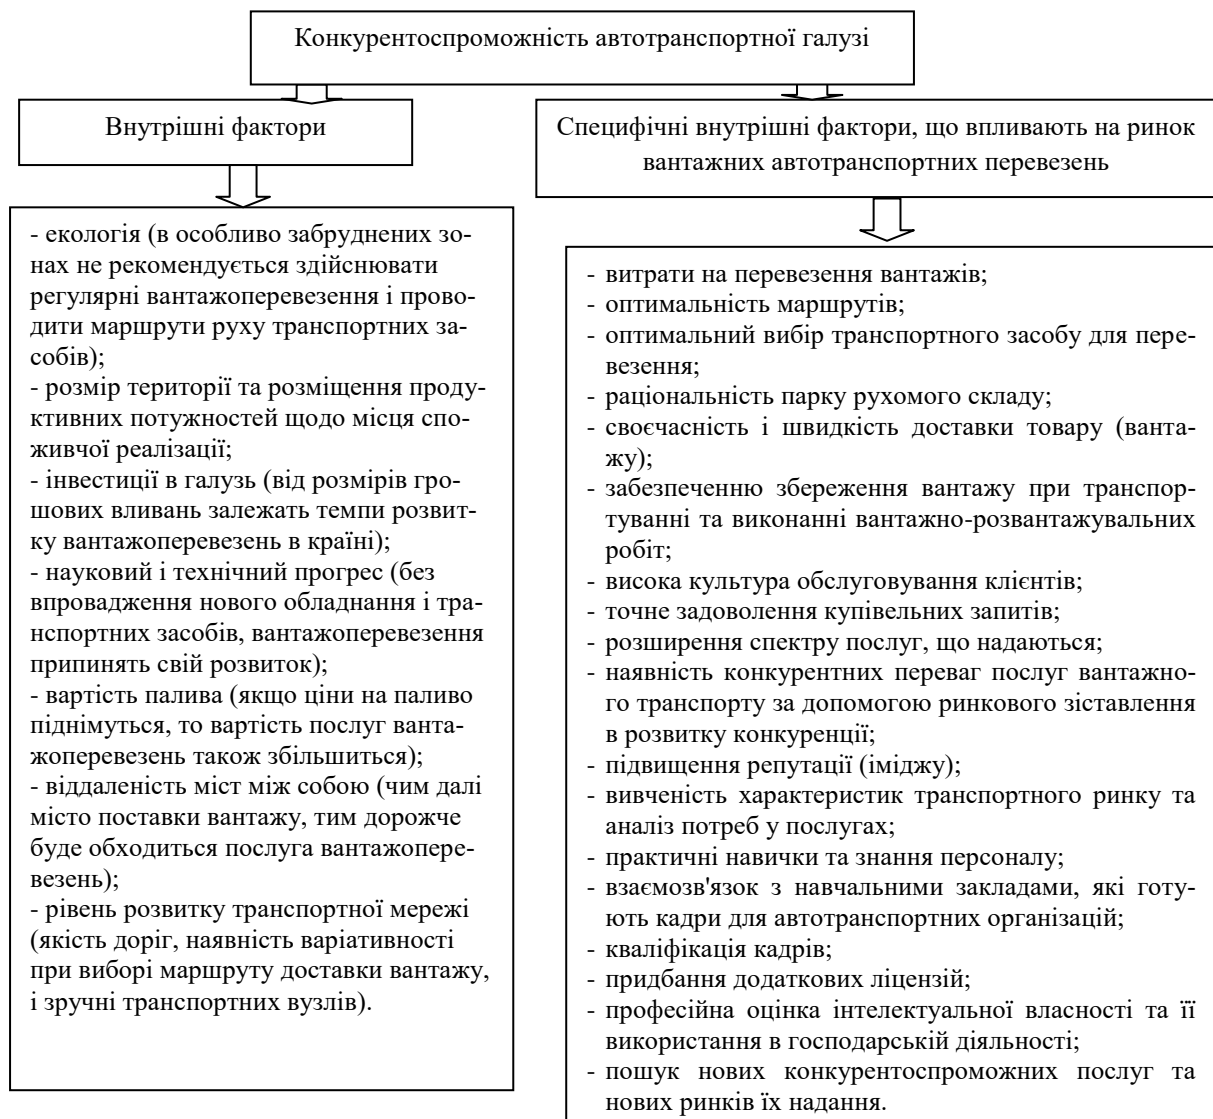 Конкурентоспроможність автотранспортної галузі
Внутрішні фактори
Специфічні внутрішні фактори, що впливають на ринок
вантажних автотранспортних перевезень
- екологія (в особливо забруднених зо-
нах не рекомендується здійснювати
регулярні вантажоперевезення і прово-
дити маршрути руху транспортних за-
собів);
- розмір території та розміщення проду-
ктивних потужностей щодо місця спо-
живчої реалізації;
- інвестиції в галузь (від розмірів гро-
шових вливань залежать темпи розвит-
ку вантажоперевезень в країні);
- науковий і технічний прогрес (без
впровадження нового обладнання і тра-
нспортних засобів, вантажоперевезення
припинять свій розвиток);
- вартість палива (якщо ціни на паливо
піднімуться, то вартість послуг ванта-
жоперевезень також збільшиться);
- віддаленість міст між собою (чим далі
місто поставки вантажу, тим дорожче
буде обходиться послуга вантажопере-
везень);
- рівень розвитку транспортної мережі
(якість доріг, наявність варіативності
при виборі маршруту доставки вантажу,
і зручні транспортних вузлів).
- витрати на перевезення вантажів;
- оптимальність маршрутів;
- оптимальний вибір транспортного засобу для пере-
везення;
- раціональність парку рухомого складу;
- своєчасність і швидкість доставки товару (ванта-
жу);
- забезпеченню збереження вантажу при транспор-
туванні та виконанні вантажно-розвантажувальних
робіт;
- висока культура обслуговування клієнтів;
- точне задоволення купівельних запитів;
- розширення спектру послуг, що надаються;
- наявність конкурентних переваг послуг вантажно-
го транспорту за допомогою ринкового зіставлення
в розвитку конкуренції;
- підвищення репутації (іміджу);
- вивченість характеристик транспортного ринку та
аналіз потреб у послугах;
- практичні навички та знання персоналу;
- взаємозв'язок з навчальними закладами, які готу-
ють кадри для автотранспортних організацій;
- кваліфікація кадрів;
- придбання додаткових ліцензій;
- професійна оцінка інтелектуальної власності та її
використання в господарській діяльності;
- пошук нових конкурентоспроможних послуг та
нових ринків їх надання.